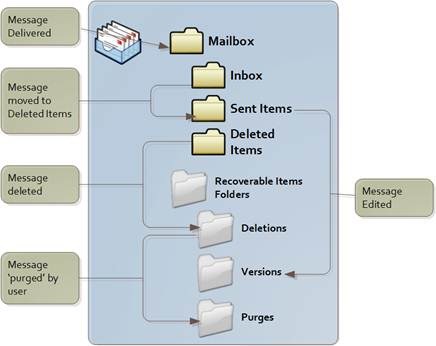 Message
Delivered
Mailbox
Message
moved to
Deleted Items
Inbox
Sent Items
Deleted
Items
Message
deleted
Recoverable Items
Folders
Deletions
Message
Edited
Message
'purged' by
user
Versions
Purges